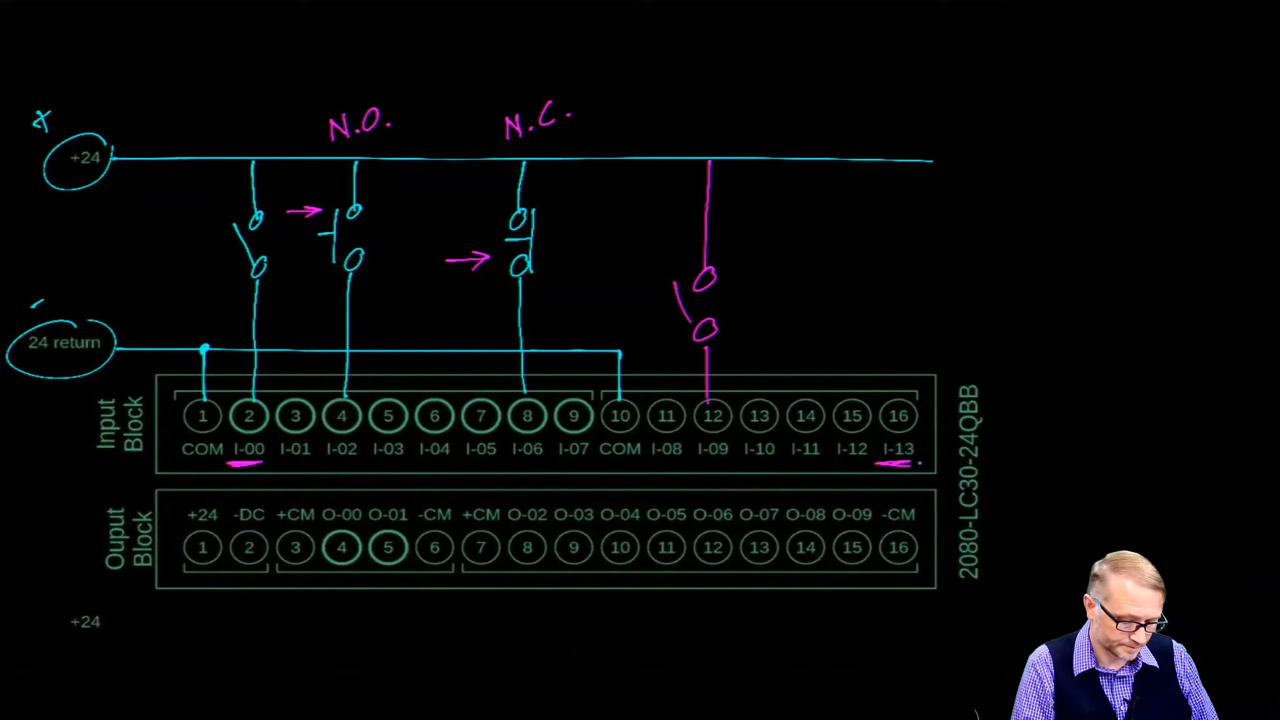 +
N.O.
N.C.
+24
-
24 return
Input Block
1 2 3 4 5 6 7 8 9 10 11 12 13 14 15 16
COM I-00 I-01 I-02 I-03 I-04 I-05 I-06 I-07 COM I-08 I-09 I-10 I-11 I-12 I-13
2080-LC30-24QBB
Ouput Block
+24 -DC +CM O-00 O-01 -CM +CM O-02 O-03 O-04 O-05 O-06 O-07 O-08 O-09 -CM
1 2 3 4 5 6 7 8 9 10 11 12 13 14 15 16
+24